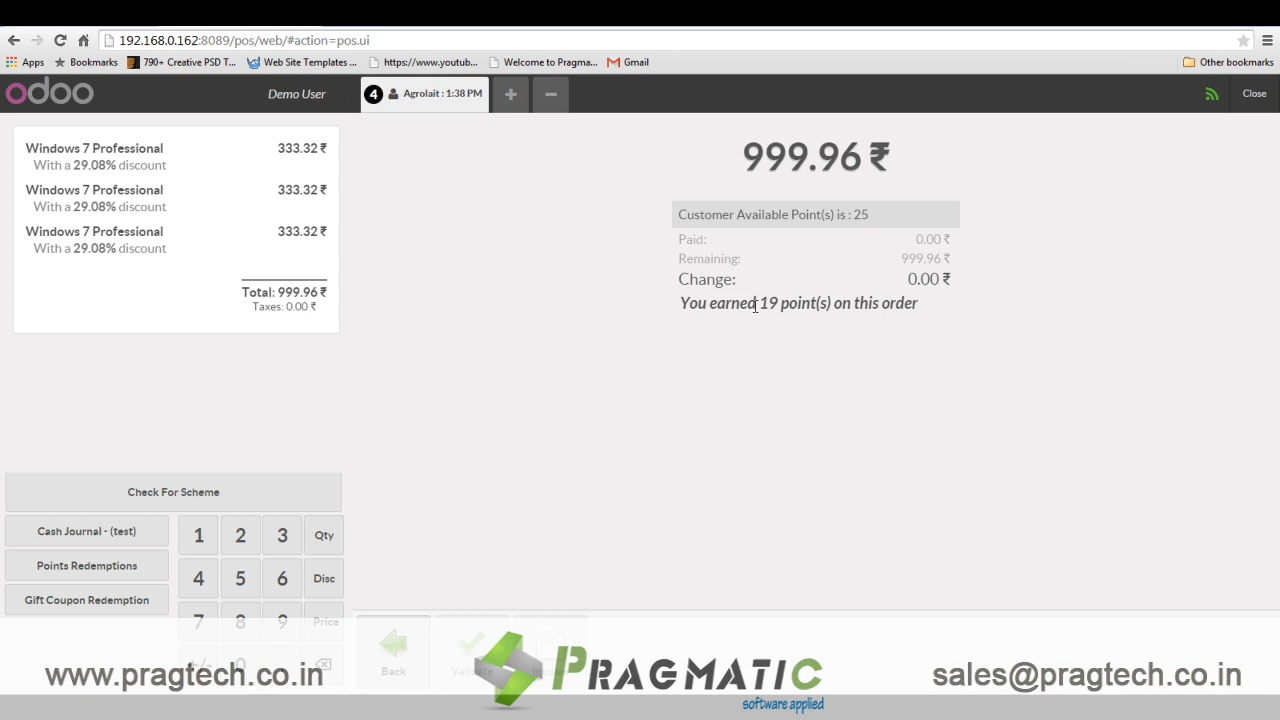 192.168.0.162:8089/pos/web/#action=pos.ui
Apps Bookmarks 790+ Creative PSD T... Web Site Templates ... https://www.youtub... Welcome to Pragma... Gmail Other bookmarks
odoo Demo User 4 Agrolait : 1:38 PM + − Close
Windows 7 Professional 333.32 ₹
With a 29.08% discount
Windows 7 Professional 333.32 ₹
With a 29.08% discount
Windows 7 Professional 333.32 ₹
With a 29.08% discount
Total: 999.96 ₹
Taxes: 0.00 ₹
999.96 ₹
Customer Available Point(s) is : 25
Paid: 0.00 ₹
Remaining: 999.96 ₹
Change: 0.00 ₹
You earned 19 point(s) on this order
Check For Scheme
Cash Journal - (test)
Points Redemptions
Gift Coupon Redemption
1 2 3 Qty
4 5 6 Disc
7 8 9 Price
+/- 0
Back
www.pragtech.co.in
PRAGMATIC
software applied
sales@pragtech.co.in